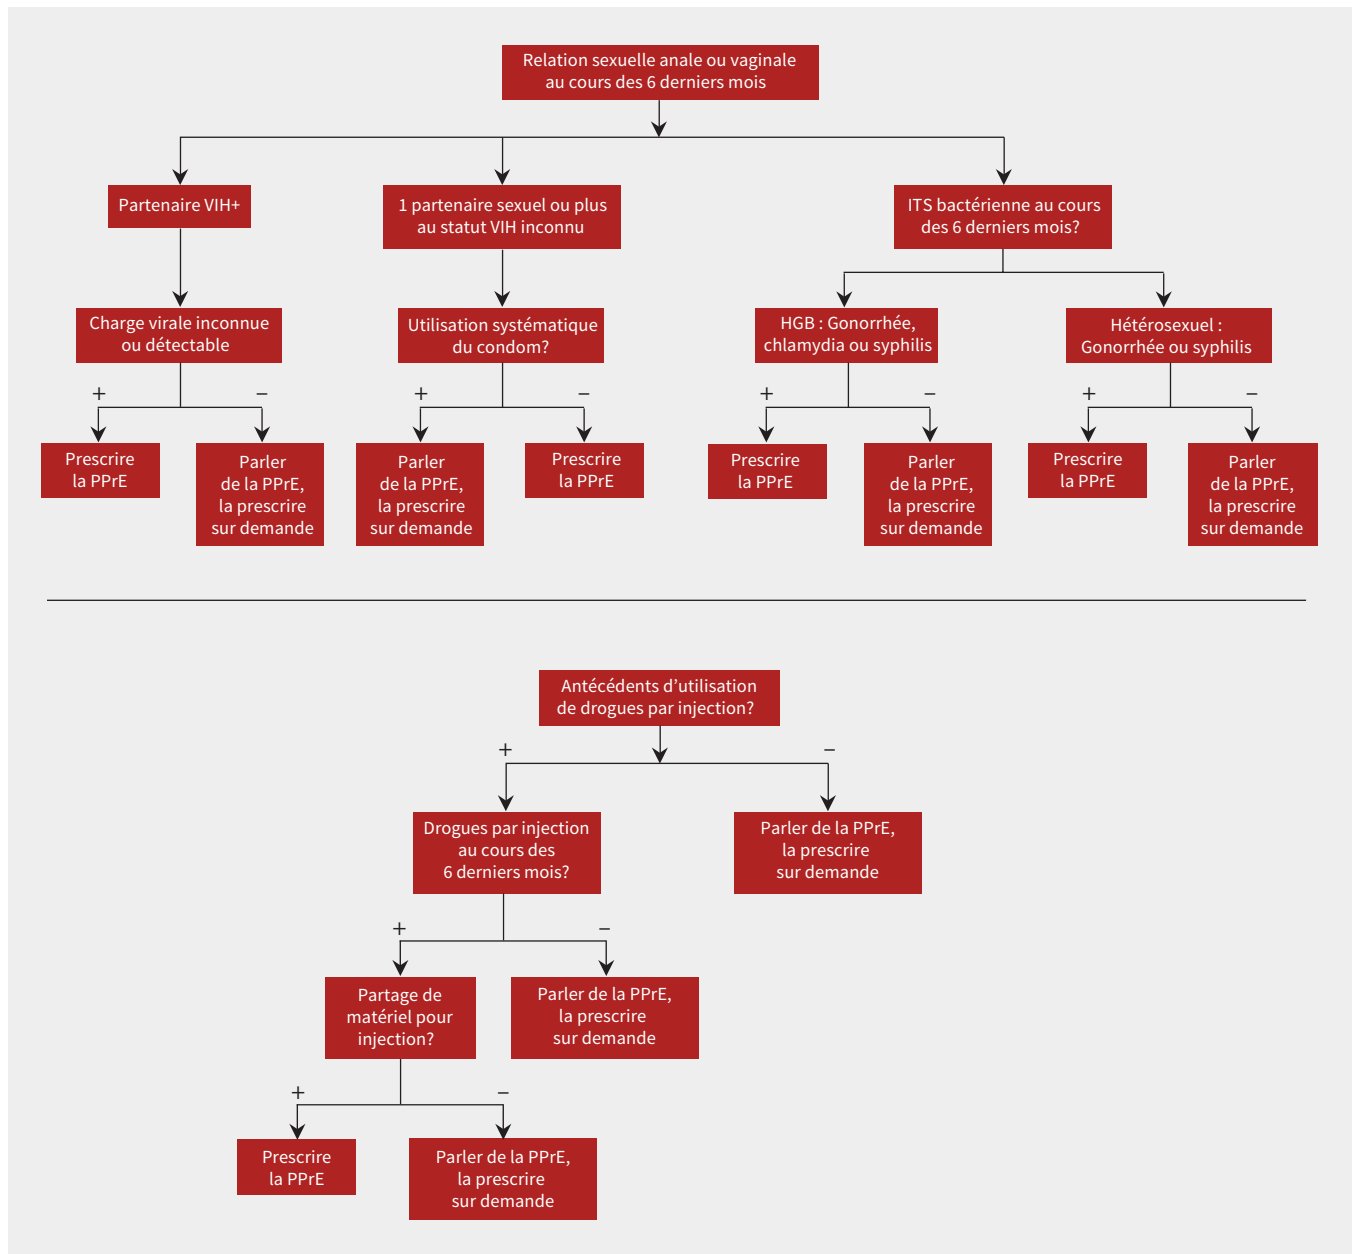 Relation sexuelle anale ou vaginale
au cours des 6 derniers mois
Partenaire VIH+
1 partenaire sexuel ou plus
au statut VIH inconnu
ITS bactérienne au cours
des 6 derniers mois?
Charge virale inconnue
ou détectable
Utilisation systématique
du condom?
HGB : Gonorrhée,
chlamydia ou syphilis
Hétérosexuel :
Gonorrhée ou syphilis
+
–
+
–
+
–
+
–
Prescrire
la PPrE
Parler
de la PPrE,
la prescrire
sur demande
Parler
de la PPrE,
la prescrire
sur demande
Prescrire
la PPrE
Prescrire
la PPrE
Parler
de la PPrE,
la prescrire
sur demande
Prescrire
la PPrE
Parler
de la PPrE,
la prescrire
sur demande
Antécédents d’utilisation
de drogues par injection?
+
–
Drogues par injection
au cours des
6 derniers mois?
Parler de la PPrE,
la prescrire
sur demande
+
–
Partage de
matériel pour
injection?
Parler de la PPrE,
la prescrire
sur demande
+
–
Prescrire
la PPrE
Parler de la PPrE,
la prescrire
sur demande